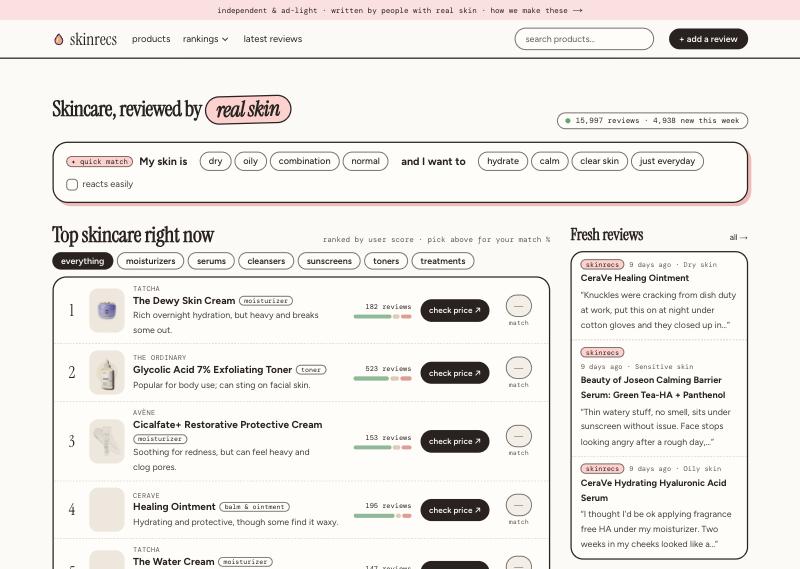 independent & ad-light · written by people with real skin · how we make these →
skinrecs
products
rankings
latest reviews
search products...
+ add a review
Skincare, reviewed by real skin
15,997 reviews · 4,938 new this week
✦ quick match
My skin is
dry
oily
combination
normal
and I want to
hydrate
calm
clear skin
just everyday
reacts easily
Top skincare right now
ranked by user score · pick above for your match %
everything
moisturizers
serums
cleansers
sunscreens
toners
treatments
1
TATCHA
The Dewy Skin Cream moisturizer
Rich overnight hydration, but heavy and breaks
some out.
182 reviews
check price ↗
—
match
2
THE ORDINARY
Glycolic Acid 7% Exfoliating Toner toner
Popular for body use; can sting on facial skin.
523 reviews
check price ↗
—
match
3
AVÈNE
Cicalfate+ Restorative Protective Cream
moisturizer
Soothing for redness, but can feel heavy and
clog pores.
153 reviews
check price ↗
—
match
4
CERAVE
Healing Ointment balm & ointment
Hydrating and protective, though some find it waxy.
195 reviews
check price ↗
—
match
TATCHA
The Water Cream moisturizer
Fresh reviews
all →
skinrecs 9 days ago · Dry skin
CeraVe Healing Ointment
"Knuckles were cracking from dish duty
at work, put this on at night under
cotton gloves and they closed up in…"
skinrecs
9 days ago · Sensitive skin
Beauty of Joseon Calming Barrier
Serum: Green Tea-HA + Panthenol
"Thin watery stuff, no smell, sits under
sunscreen without issue. Face stops
looking angry after a rough day,…"
skinrecs 9 days ago · Oily skin
CeraVe Hydrating Hyaluronic Acid
Serum
"I thought I'd be ok applying fragrance
free HA under my moisturizer. Two
weeks in my cheeks looked like a…"